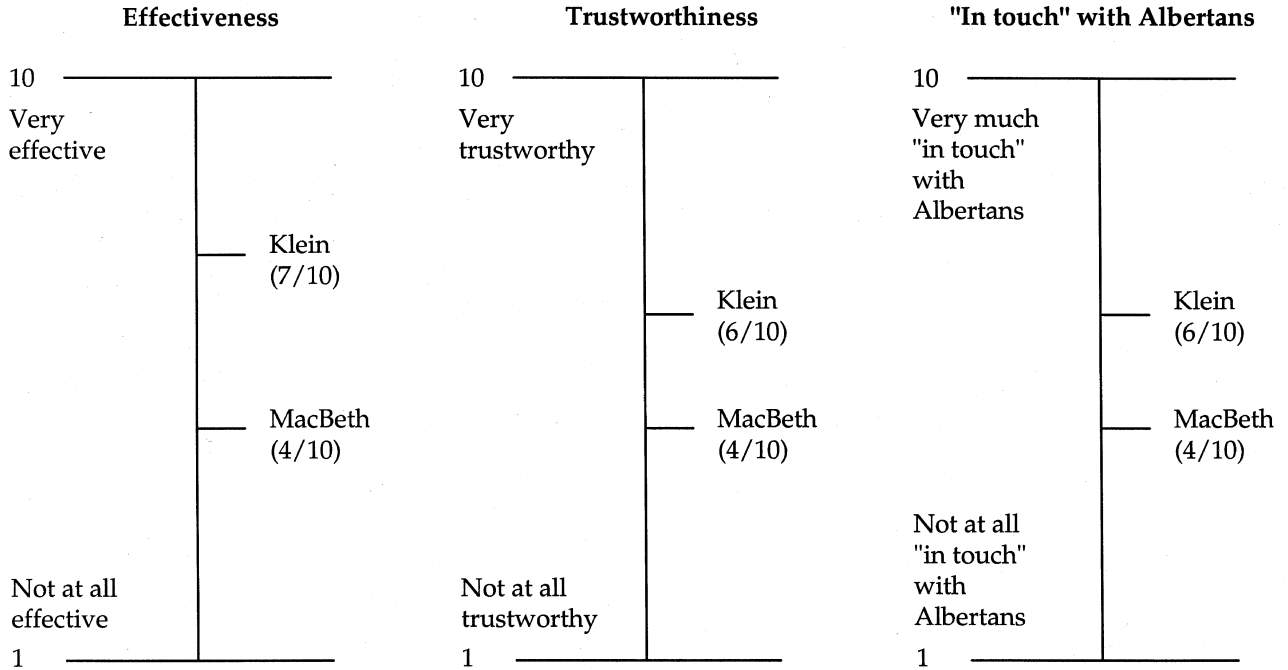 Effectiveness
10
Very
effective
Klein
(7/10)
MacBeth
(4/10)
Not at all
effective
1
Trustworthiness
10
Very
trustworthy
Klein
(6/10)
MacBeth
(4/10)
Not at all
trustworthy
1
"In touch" with Albertans
10
Very much
"in touch"
with
Albertans
Klein
(6/10)
MacBeth
(4/10)
Not at all
"in touch"
with
Albertans
1